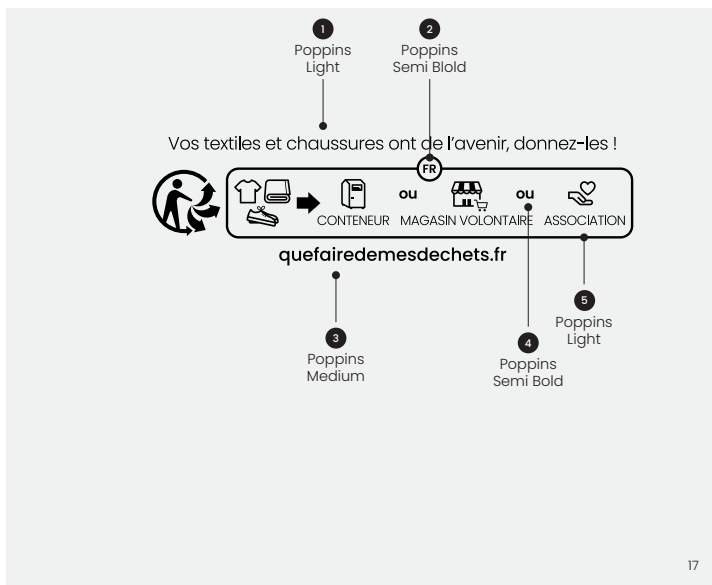 1
Poppins
Light
2
Poppins
Semi Blold
Vos textiles et chaussures ont de l'avenir, donnez-les !
FR
ou
ou
CONTENEUR MAGASIN VOLONTAIRE ASSOCIATION
quefairedemesdechets.fr
3
Poppins
Medium
4
Poppins
Semi Bold
5
Poppins
Light
17